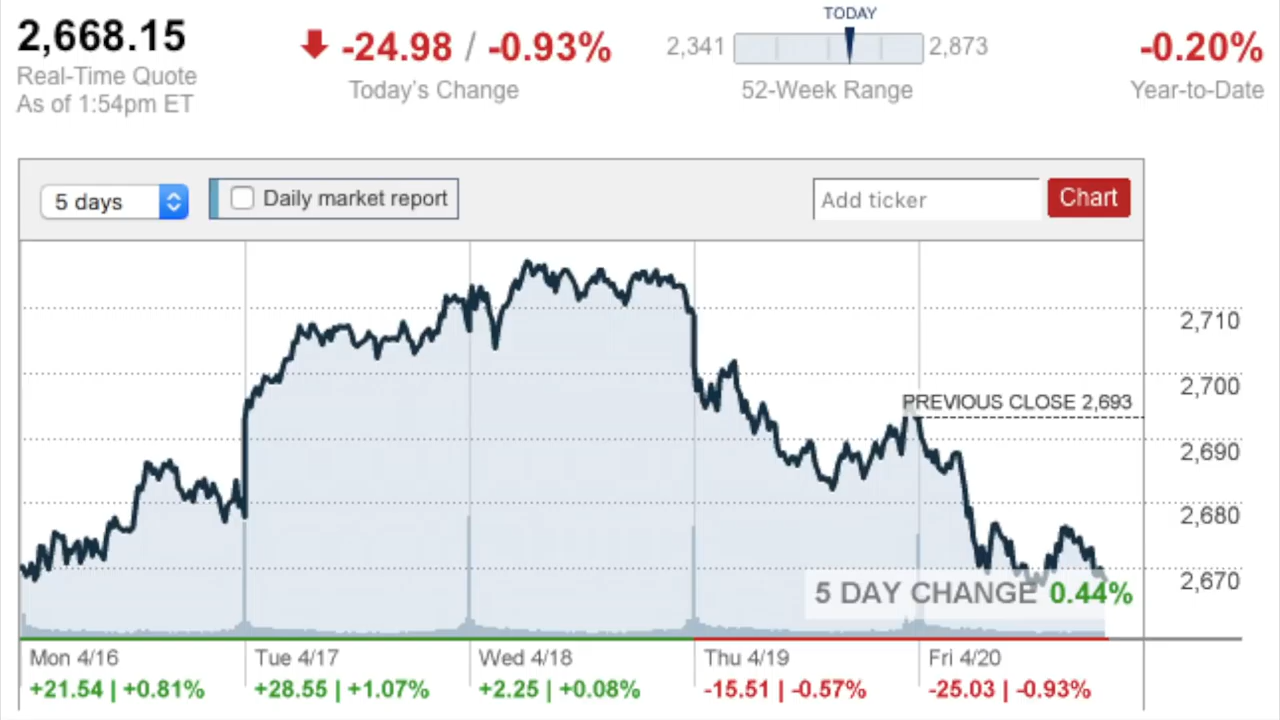 2,668.15
Real-Time Quote
As of 1:54pm ET
-24.98 / -0.93%
Today's Change
TODAY
2,341 2,873
52-Week Range
-0.20%
Year-to-Date
5 days
Daily market report
Add ticker
Chart
2,710
2,700
PREVIOUS CLOSE 2,693
2,690
2,680
2,670
5 DAY CHANGE 0.44%
Mon 4/16 Tue 4/17 Wed 4/18 Thu 4/19 Fri 4/20
+21.54 | +0.81% +28.55 | +1.07% +2.25 | +0.08% -15.51 | -0.57% -25.03 | -0.93%